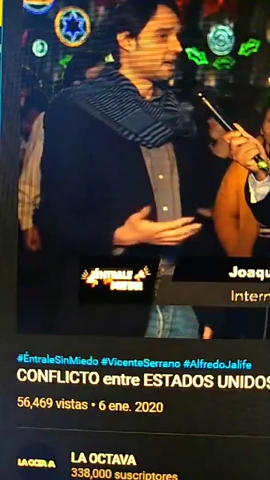 ÉNTRALE
SIN MIEDO
Joaqu
Intern
#ÉntraleSinMiedo #VicenteSerrano #AlfredoJalife
CONFLICTO entre ESTADOS UNIDOS
56,469 vistas • 6 ene. 2020
LA OCTAVA
LA OCTAVA
338,000 suscriptores